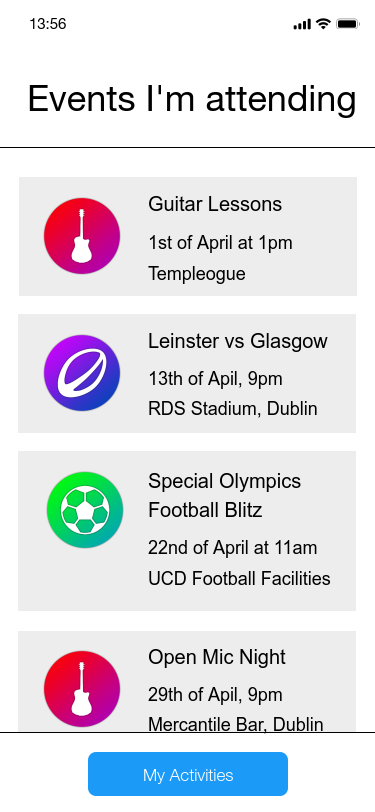 13:56
Events I'm attending
Guitar Lessons
1st of April at 1pm
Templeogue
Leinster vs Glasgow
13th of Apil, 9pm
RDS Stadium, Dublin
Special Olympics
Football Blitz
22nd of April at 11am
UCD Football Facilities
Open Mic Night
29th of Apil, 9pm
Mercantile Bar, Dublin
My Activities